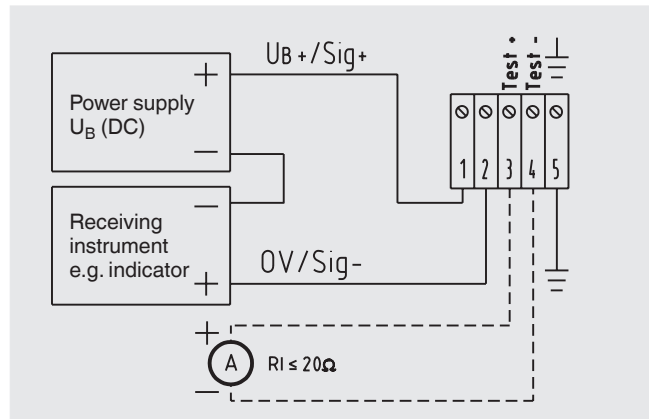 Power supply
U_B (DC)
+
−
UB+/Sig+
Test +
Test -
1 2 3 4 5
Receiving
instrument
e.g. indicator
−
+
0V/Sig-
+
A
−
RI ≤ 20Ω